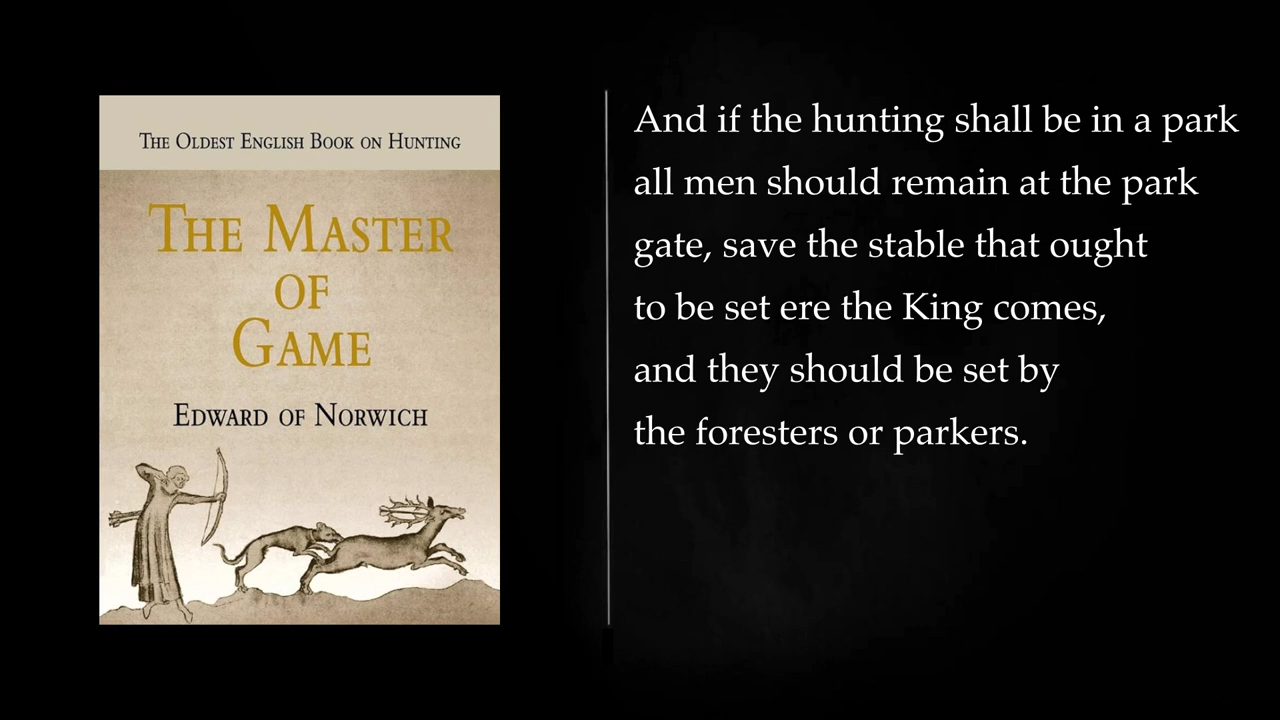 The Oldest English Book on Hunting
The Master
of
Game
Edward of Norwich
And if the hunting shall be in a park
all men should remain at the park
gate, save the stable that ought
to be set ere the King comes,
and they should be set by
the foresters or parkers.